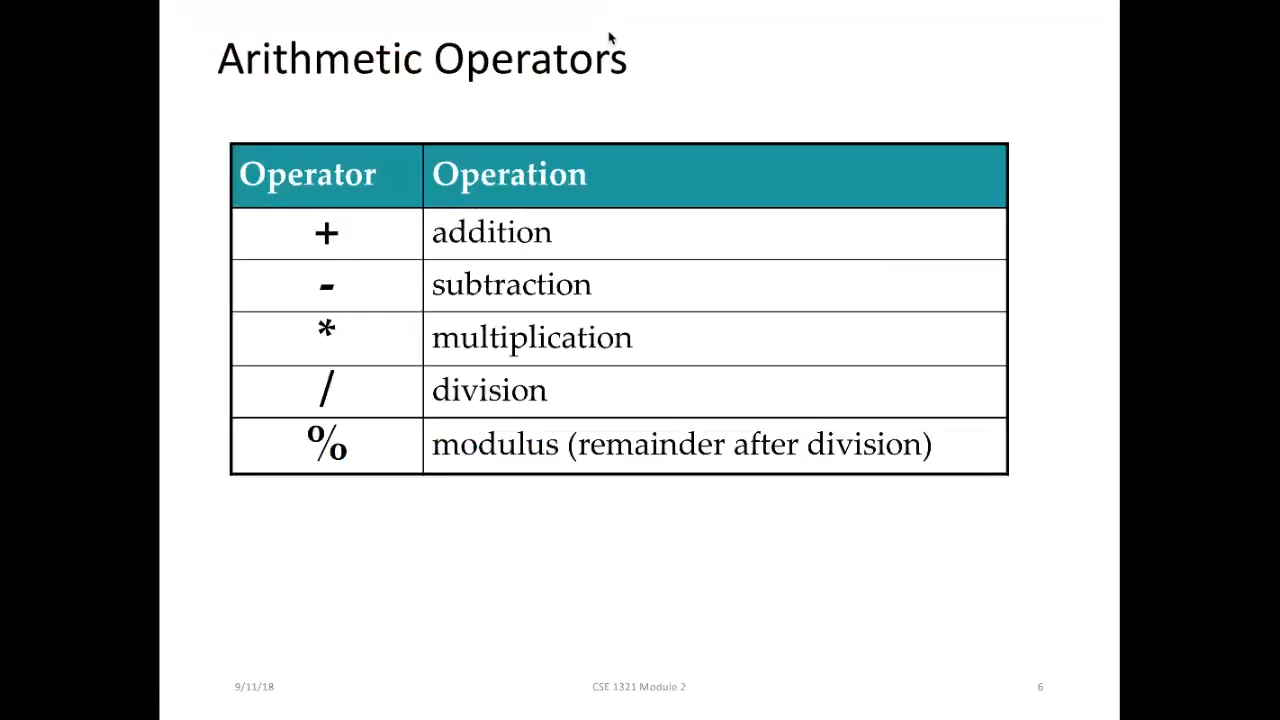 Arithmetic Operators
Operator Operation
+ addition
- subtraction
* multiplication
/ division
% modulus (remainder after division)
9/11/18 CSE 1321 Module 2 6